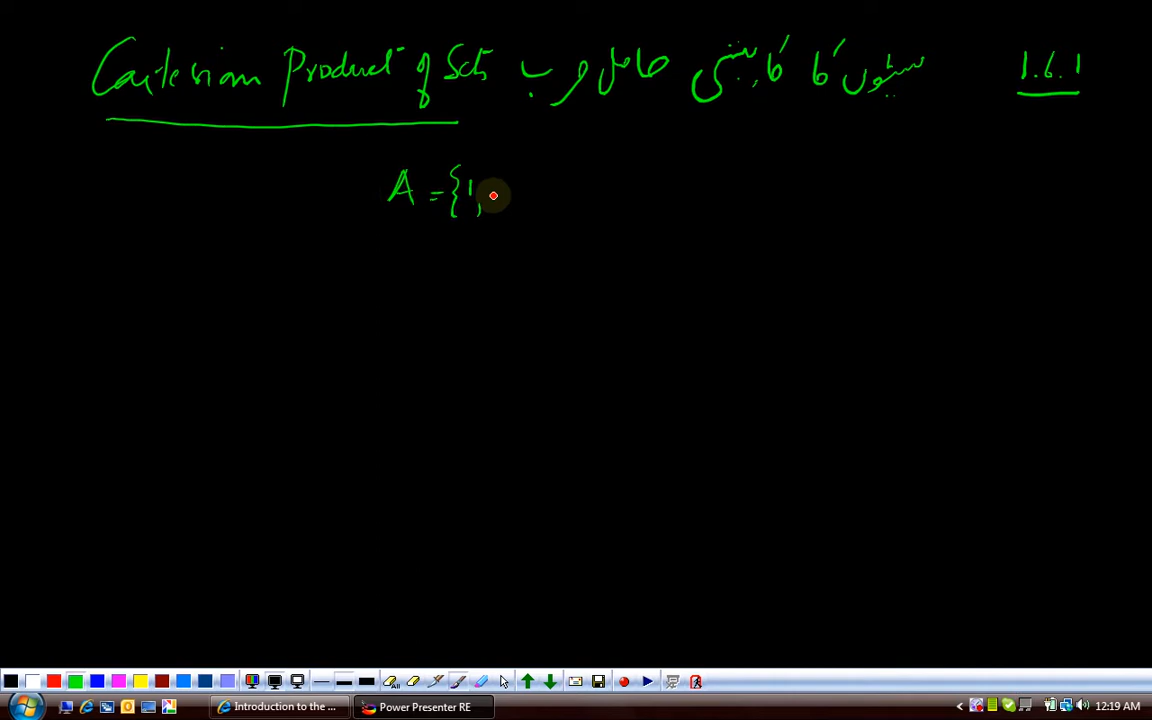 Carterian Product of Sets سیٹوں کا کارتیسی حاصل ضرب 1.6.1
A = {1,
Introduction to the ...
Power Presenter RE
12:19 AM